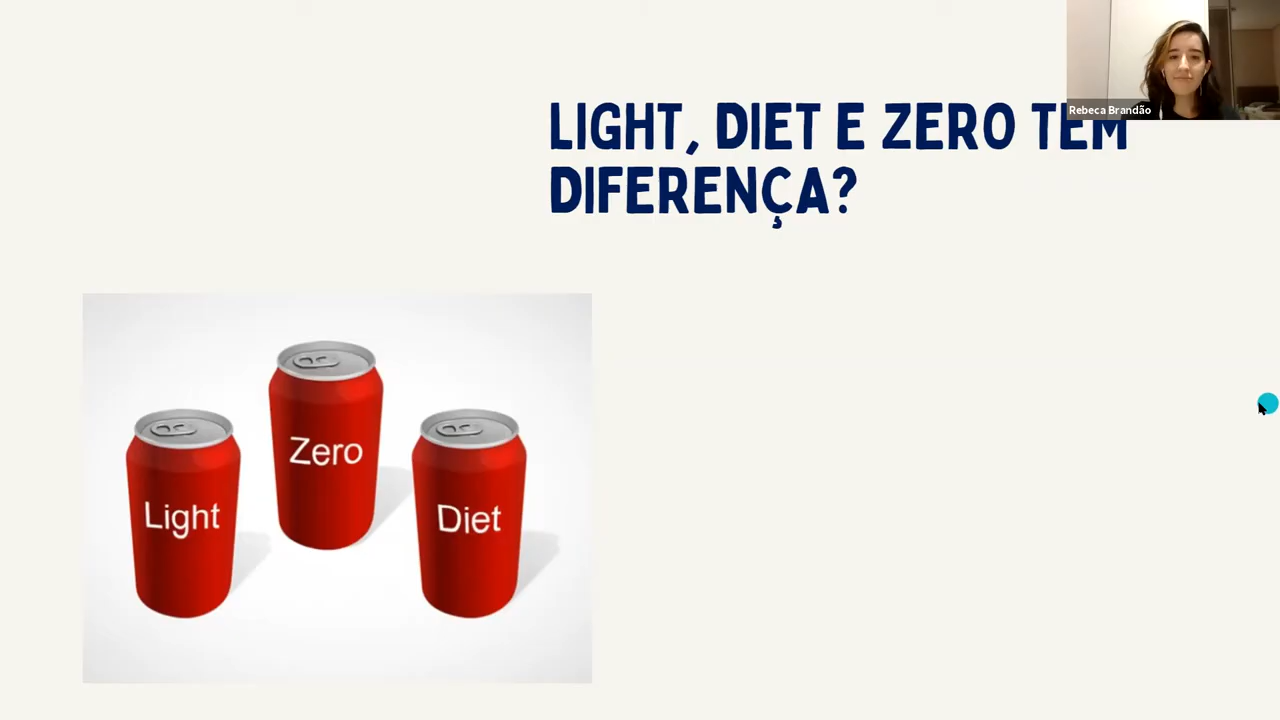 Rebeca Brandão
LIGHT, DIET E ZERO TEM
DIFERENÇA?
Zero
Light
Diet